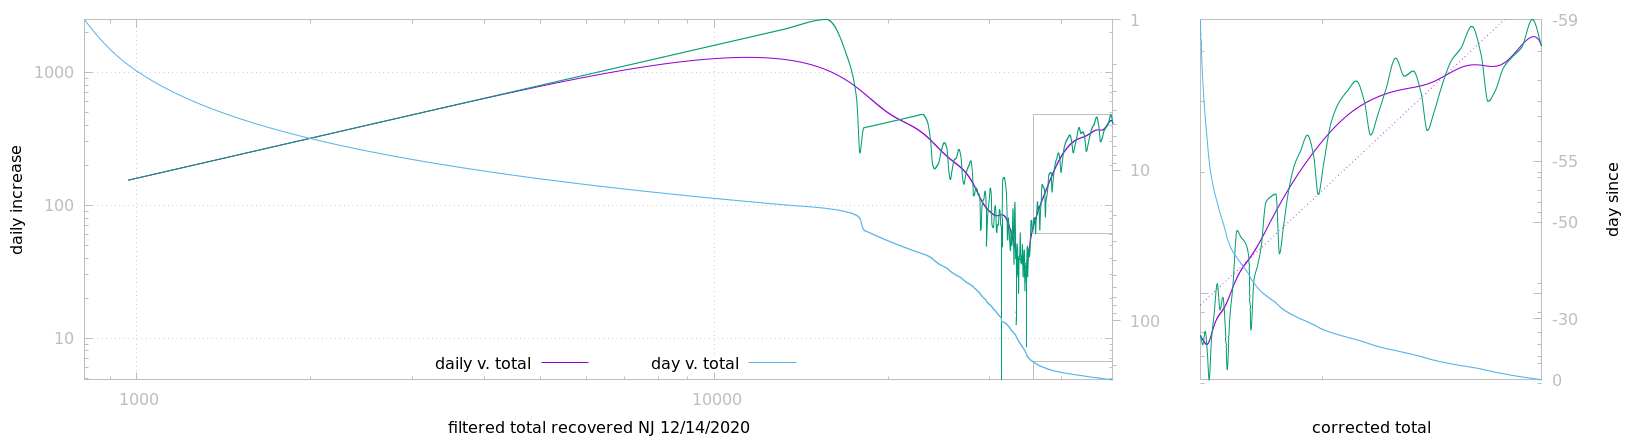 1000
100
10
daily increase
1
10
100
daily v. total
day v. total
1000
10000
filtered total recovered NJ 12/14/2020
-59
-55
-50
-30
0
day since
corrected total